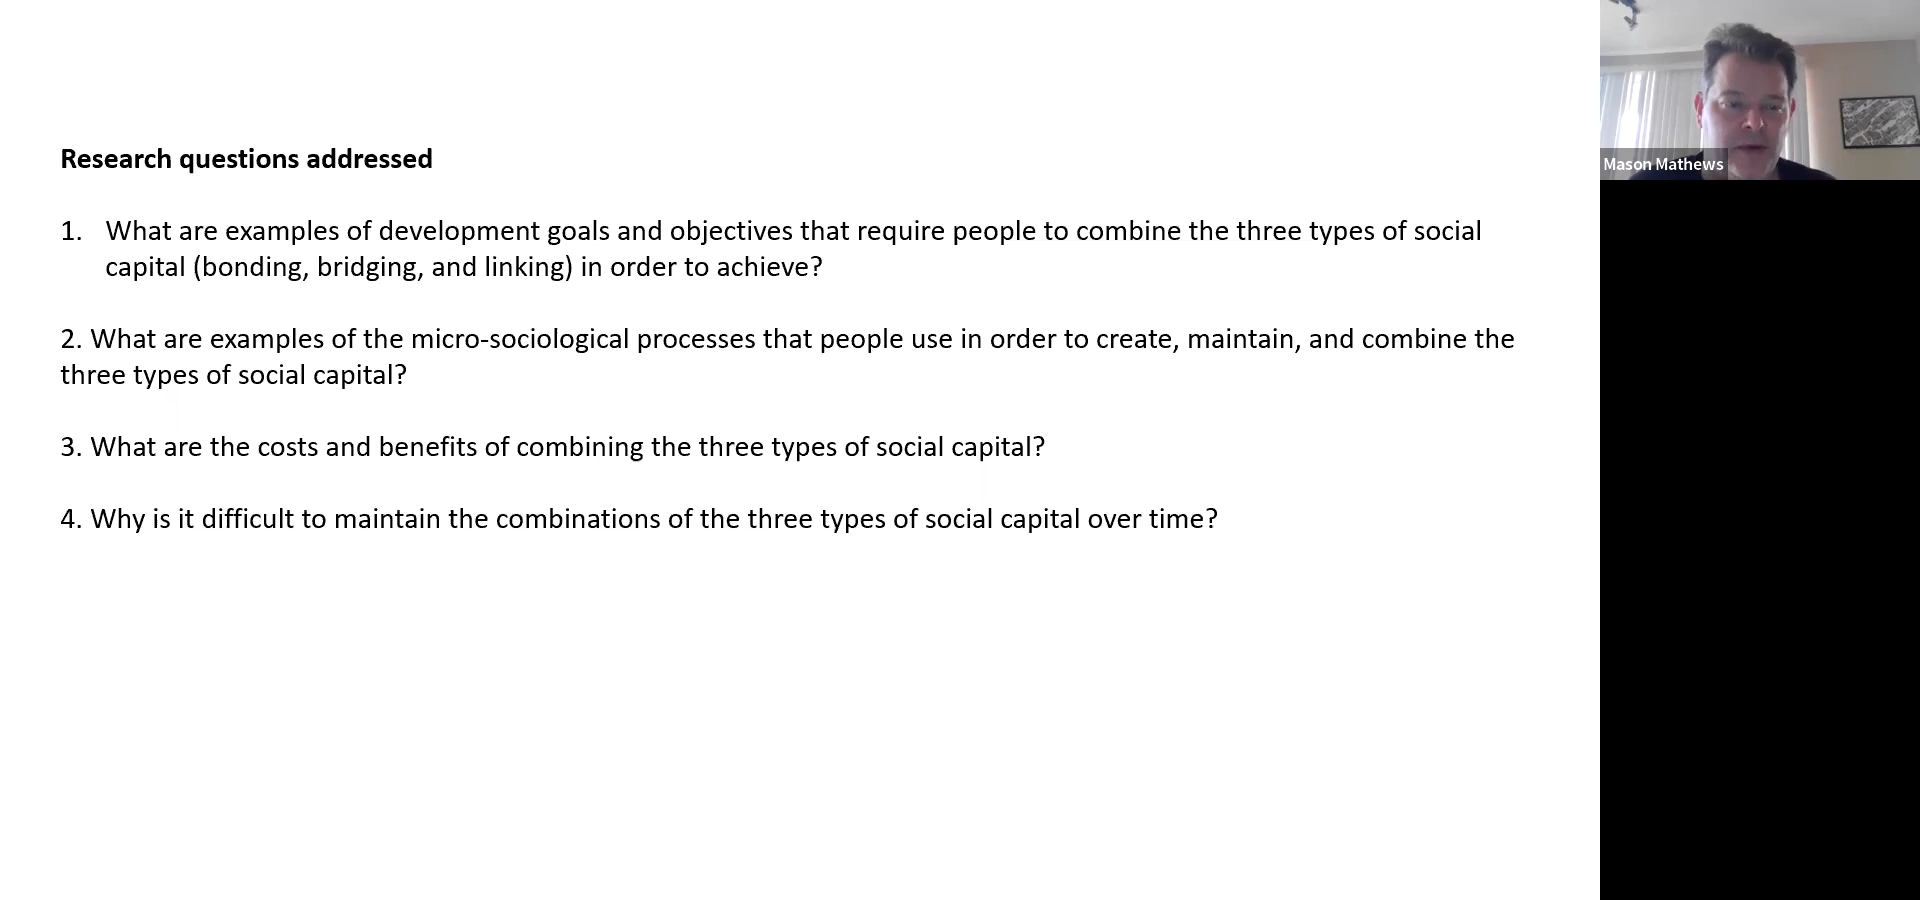 Research questions addressed
1. What are examples of development goals and objectives that require people to combine the three types of social
capital (bonding, bridging, and linking) in order to achieve?
2. What are examples of the micro-sociological processes that people use in order to create, maintain, and combine the
three types of social capital?
3. What are the costs and benefits of combining the three types of social capital?
4. Why is it difficult to maintain the combinations of the three types of social capital over time?
Mason Mathews